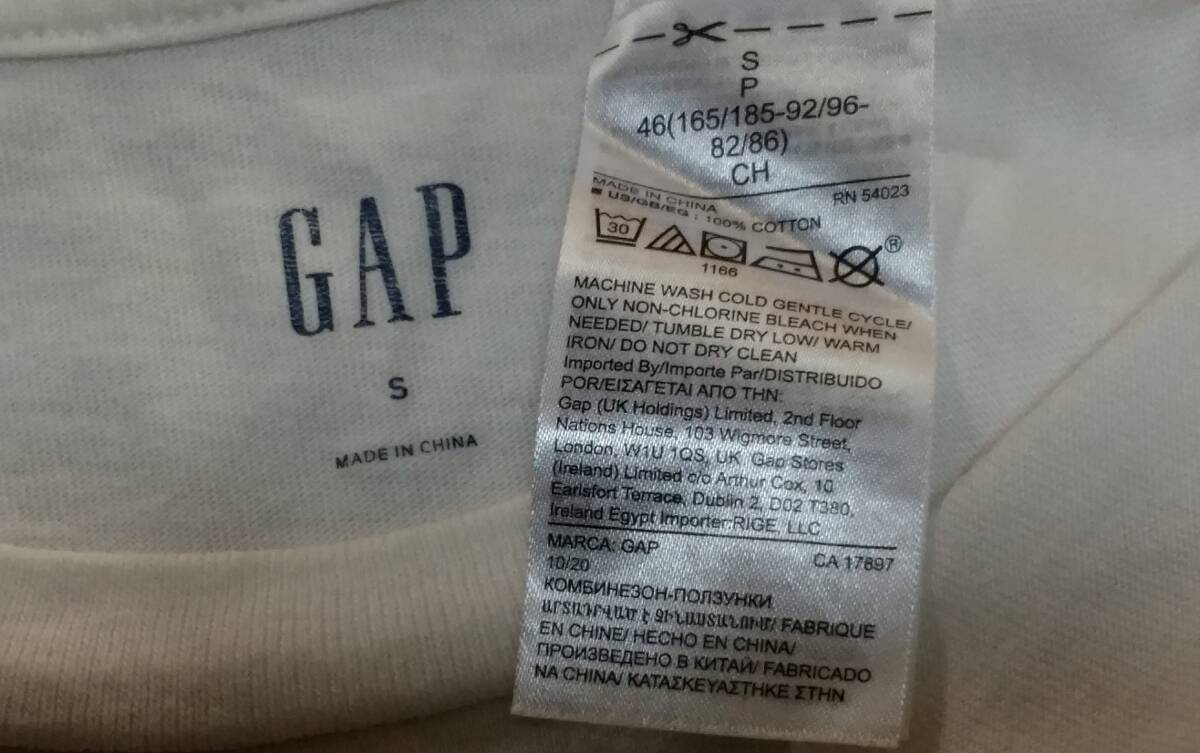 GAP
S
MADE IN CHINA
S
P
46(165/185-92/96-
82/86)
CH
RN 54023
MADE IN CHINA
US/GB/EG : 100% COTTON
30
1166
®
MACHINE WASH COLD GENTLE CYCLE/
ONLY NON-CHLORINE BLEACH WHEN
NEEDED/ TUMBLE DRY LOW/ WARM
IRON/ DO NOT DRY CLEAN
Imported By/Importe Par/DISTRIBUIDO
POR/ΕΙΣΑΓΕΤΑΙ ΑΠΟ ΤΗΝ:
Gap (UK Holdings) Limited, 2nd Floor
Nations House, 103 Wigmore Street,
London, W1U 1QS, UK Gap Stores
(Ireland) Limited c/o Arthur Cox, 10
Earlsfort Terrace, Dublin 2, D02 T380,
Ireland Egypt Importer:RIGE, LLC
MARCA: GAP
CA 17897
10/20
КОМБИНЕЗОН-ПОЛЗУНКИ
ԱՐՏԱԴՐՎԱԾ Է ՉԻՆԱՍՏԱՆՈՒՄ/ FABRIQUE
EN CHINE/ HECHO EN CHINA/
ПРОИЗВЕДЕНО В КИТАЙ/ FABRICADO
NA CHINA/ ΚΑΤΑΣΚΕΥΑΣΤΗΚΕ ΣΤΗΝ